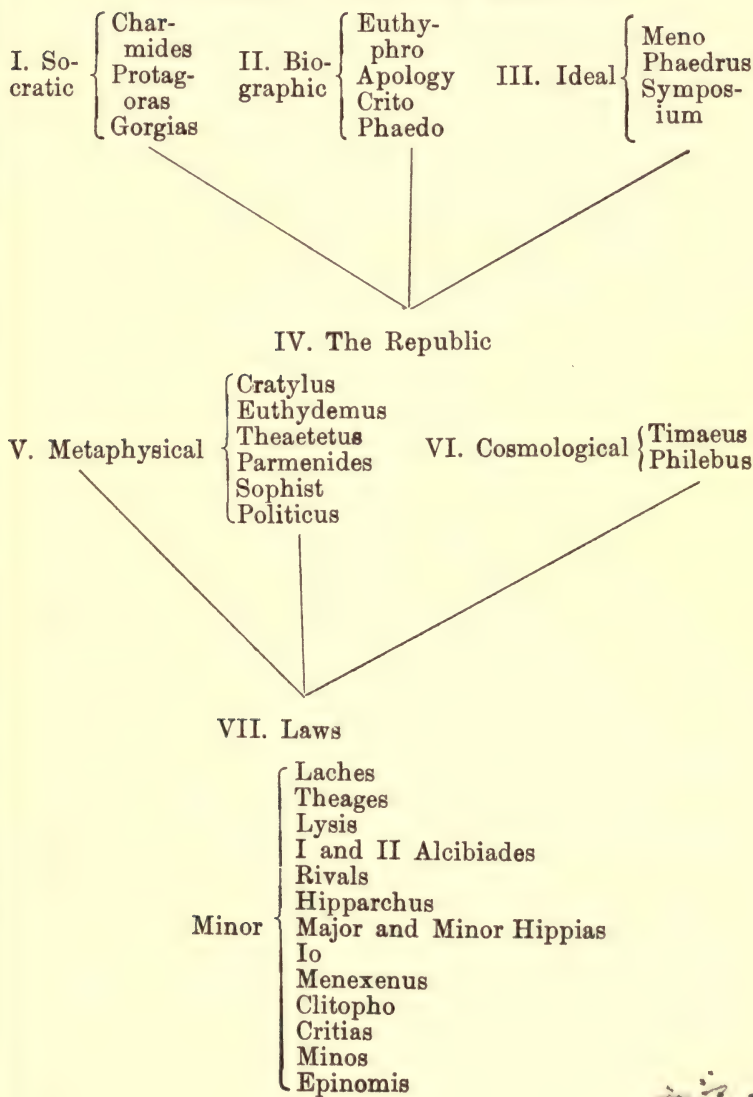 I. So-
cratic
Char-
mides
Protag-
oras
Gorgias
II. Bio-
graphic
Euthy-
phro
Apology
Crito
Phaedo
III. Ideal
Meno
Phaedrus
Sympos-
ium
IV. The Republic
V. Metaphysical
Cratylus
Euthydemus
Theaetetus
Parmenides
Sophist
Politicus
VI. Cosmological
Timaeus
Philebus
VII. Laws
Minor
Laches
Theages
Lysis
I and II Alcibiades
Rivals
Hipparchus
Major and Minor Hippias
Io
Menexenus
Clitopho
Critias
Minos
Epinomis